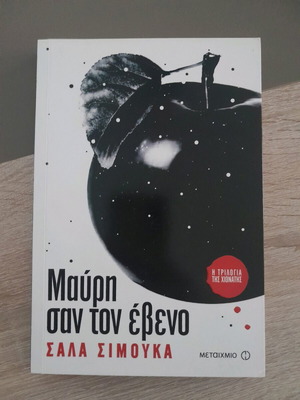 Η ΤΡΙΛΟΓΙΑ
ΤΗΣ ΧΙΟΝΑΤΗΣ
Μαύρη
σαν τον έβενο
ΣΑΛΑ ΣΙΜΟΥΚΑ
ΜΕΤΑΙΧΜΙΟ